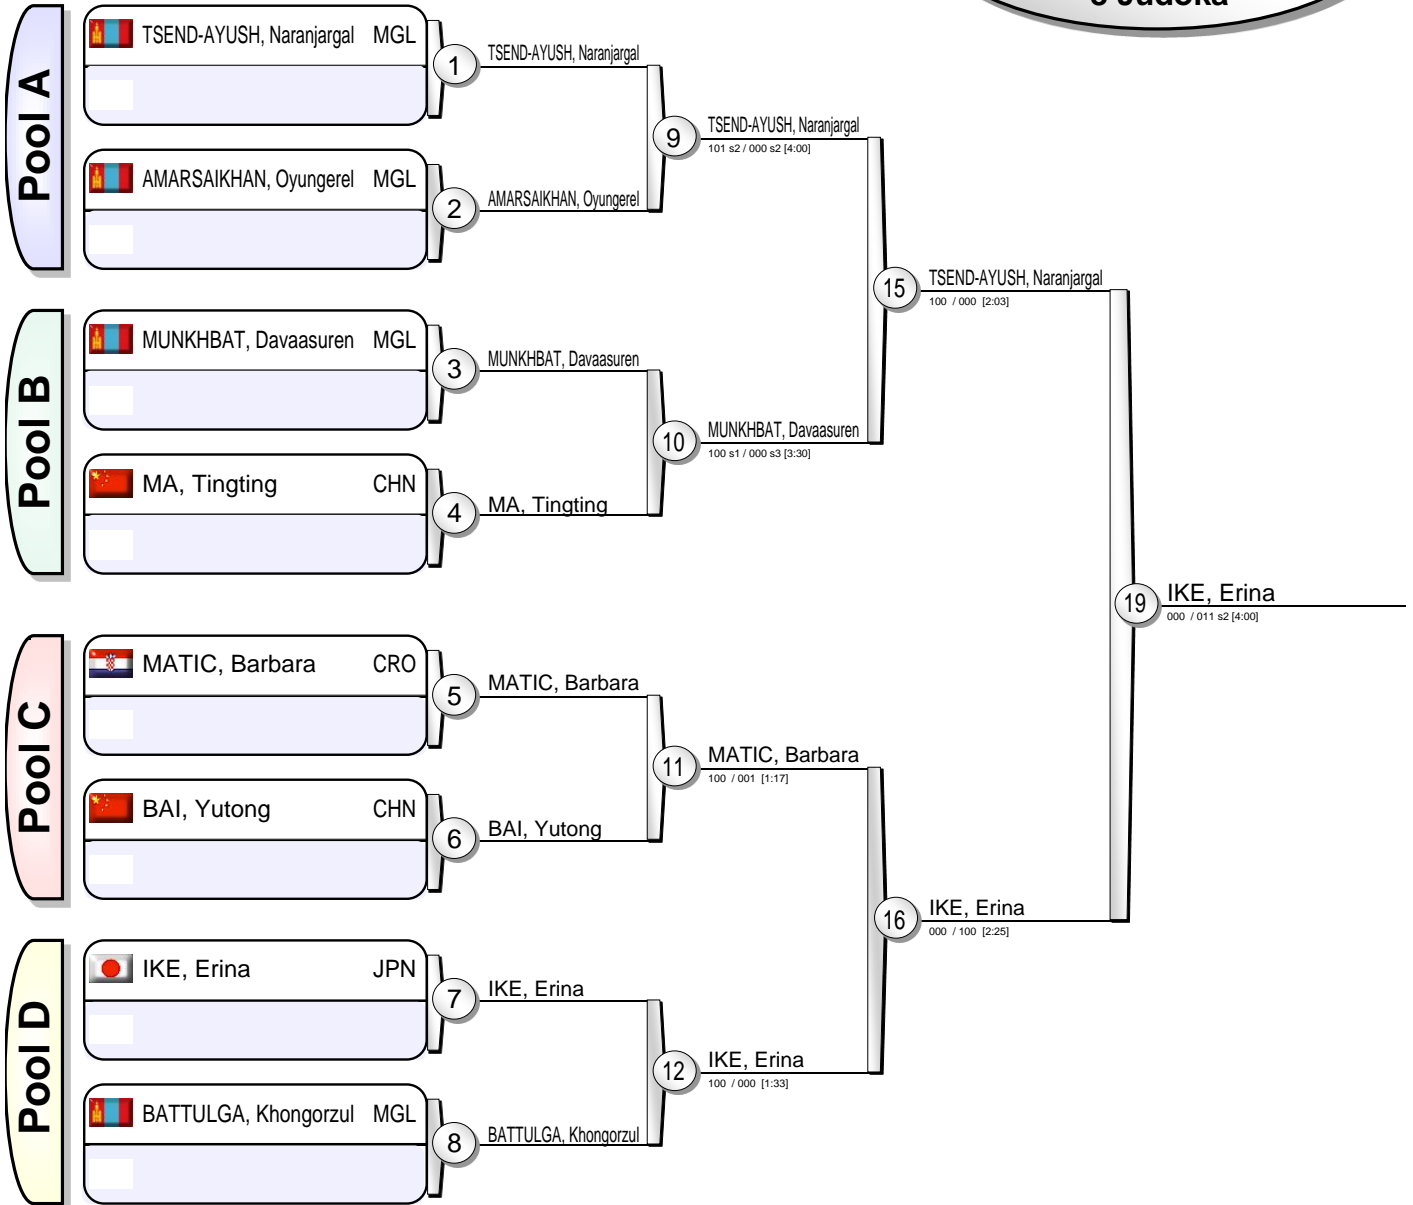 8 Judoka
Pool A
TSEND-AYUSH, Naranjargal MGL
1
TSEND-AYUSH, Naranjargal
AMARSAIKHAN, Oyungerel MGL
2
AMARSAIKHAN, Oyungerel
9
TSEND-AYUSH, Naranjargal
101 s2 / 000 s2 [4:00]
Pool B
MUNKHBAT, Davaasuren MGL
3
MUNKHBAT, Davaasuren
MA, Tingting CHN
4
MA, Tingting
10
MUNKHBAT, Davaasuren
100 s1 / 000 s3 [3:30]
15
TSEND-AYUSH, Naranjargal
100 / 000 [2:03]
Pool C
MATIC, Barbara CRO
5
MATIC, Barbara
BAI, Yutong CHN
6
BAI, Yutong
11
MATIC, Barbara
100 / 001 [1:17]
Pool D
IKE, Erina JPN
7
IKE, Erina
BATTULGA, Khongorzul MGL
8
BATTULGA, Khongorzul
12
IKE, Erina
100 / 000 [1:33]
16
IKE, Erina
000 / 100 [2:25]
19
IKE, Erina
000 / 011 s2 [4:00]